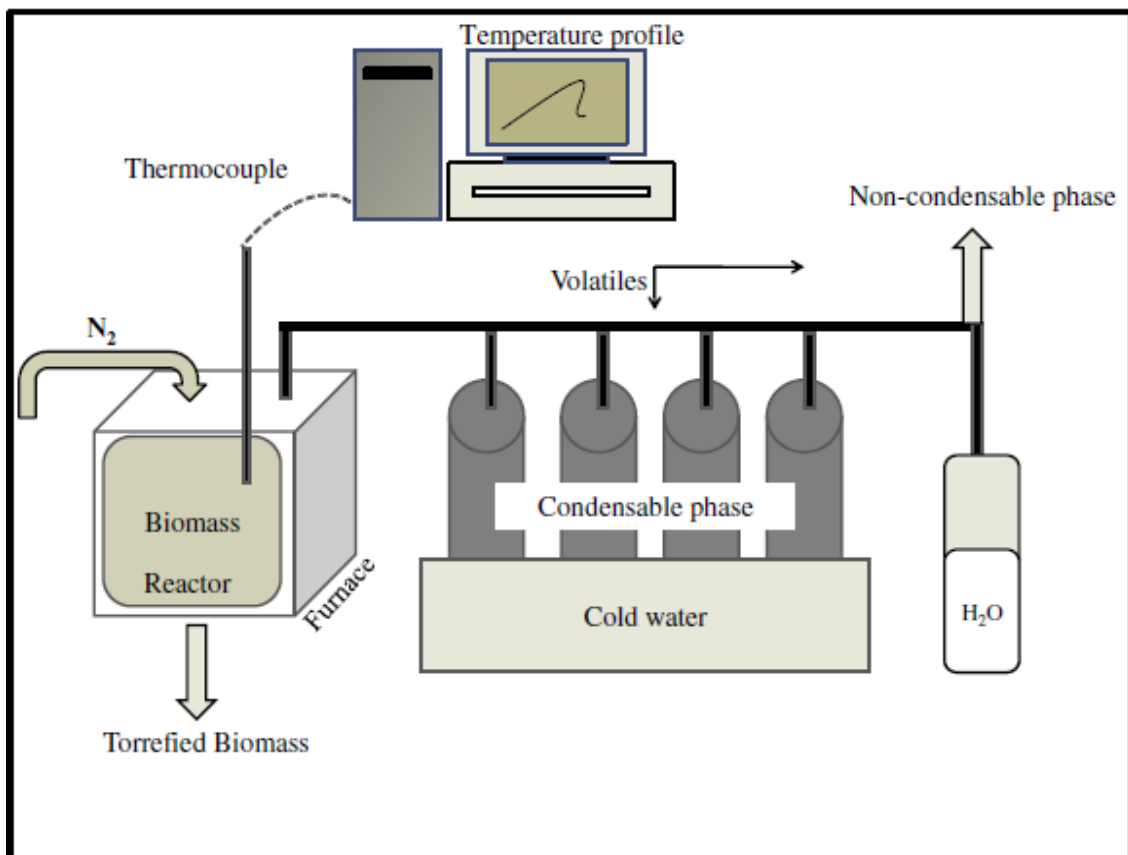 Temperature profile
Thermocouple
Non-condensable phase
Volatiles
N₂
Condensable phase
Biomass
Reactor
Furnace
Cold water
H₂O
Torrefied Biomass